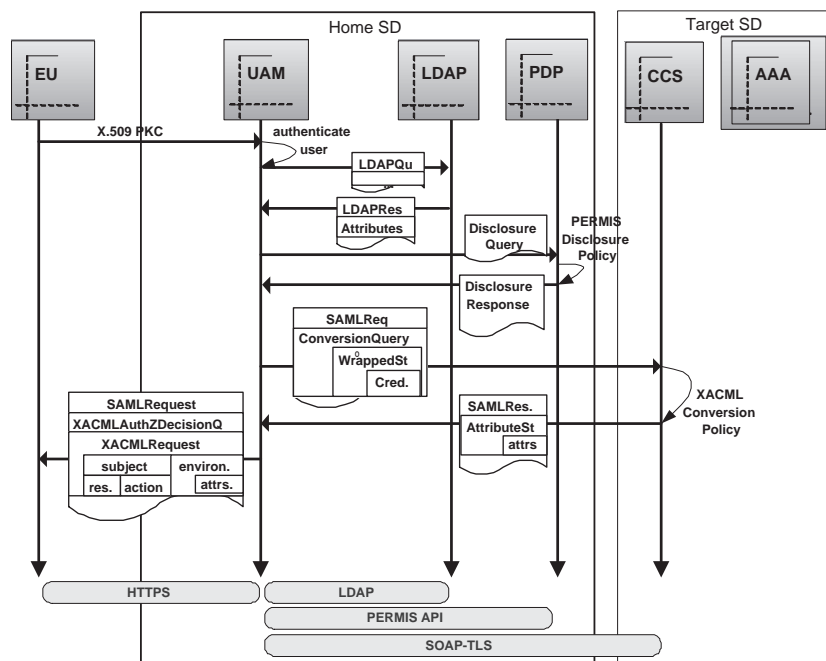 Home SD
Target SD
EU
UAM
LDAP
PDP
CCS
AAA
X.509 PKC
authenticate
user
LDAPQu
LDAPRes
Attributes
Disclosure
Query
PERMIS
Disclosure
Policy
Disclosure
Response
SAMLReq
ConversionQuery
WrappedSt
Cred.
XACML
Conversion
Policy
SAMLRes.
AttributeSt
attrs
SAMLRequest
XACMLAuthZDecisionQ
XACMLRequest
subject
environ.
res.
action
attrs.
HTTPS
LDAP
PERMIS API
SOAP-TLS